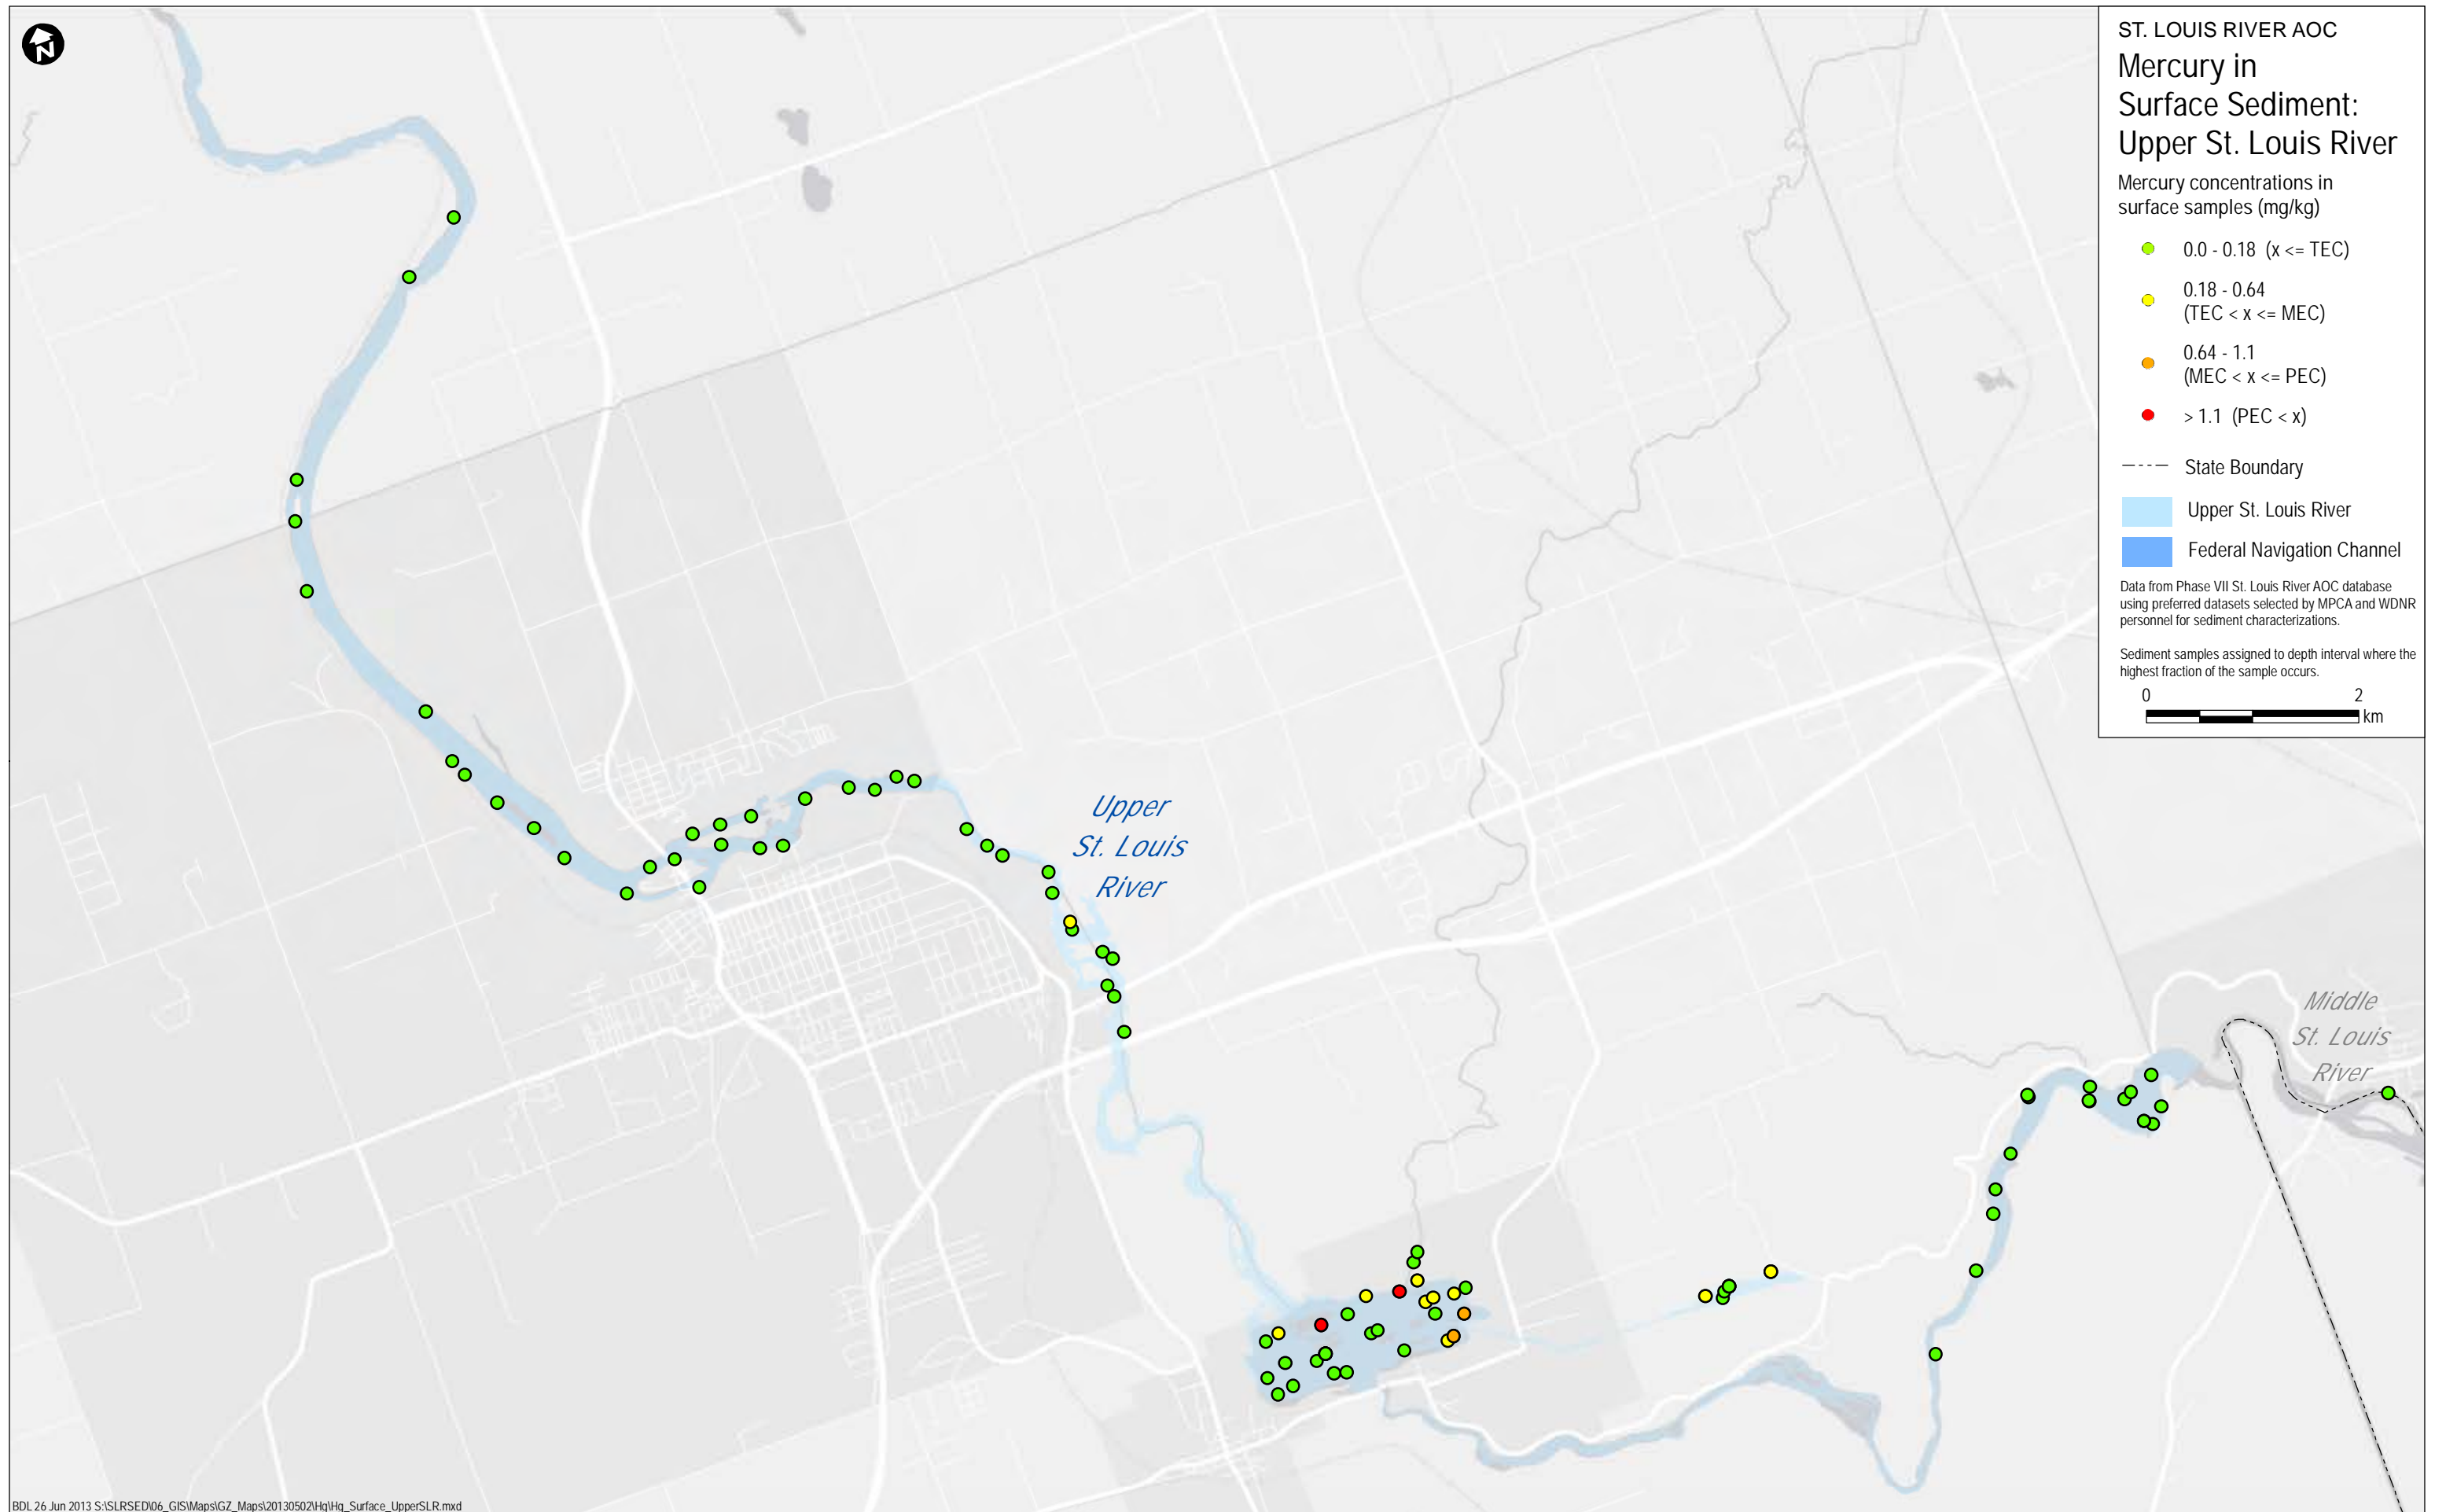 N
ST. LOUIS RIVER AOC
Mercury in
Surface Sediment:
Upper St. Louis River
Mercury concentrations in
surface samples (mg/kg)
0.0 - 0.18 (x <= TEC)
0.18 - 0.64
(TEC < x <= MEC)
0.64 - 1.1
(MEC < x <= PEC)
> 1.1 (PEC < x)
State Boundary
Upper St. Louis River
Federal Navigation Channel
Data from Phase VII St. Louis River AOC database
using preferred datasets selected by MPCA and WDNR
personnel for sediment characterizations.
Sediment samples assigned to depth interval where the
highest fraction of the sample occurs.
0 2
km
Upper
St. Louis
River
Middle
St. Louis
River
BDL 26 Jun 2013 S:\SLRSED\06_GIS\Maps\GZ_Maps\20130502\Hg\Hg_Surface_UpperSLR.mxd